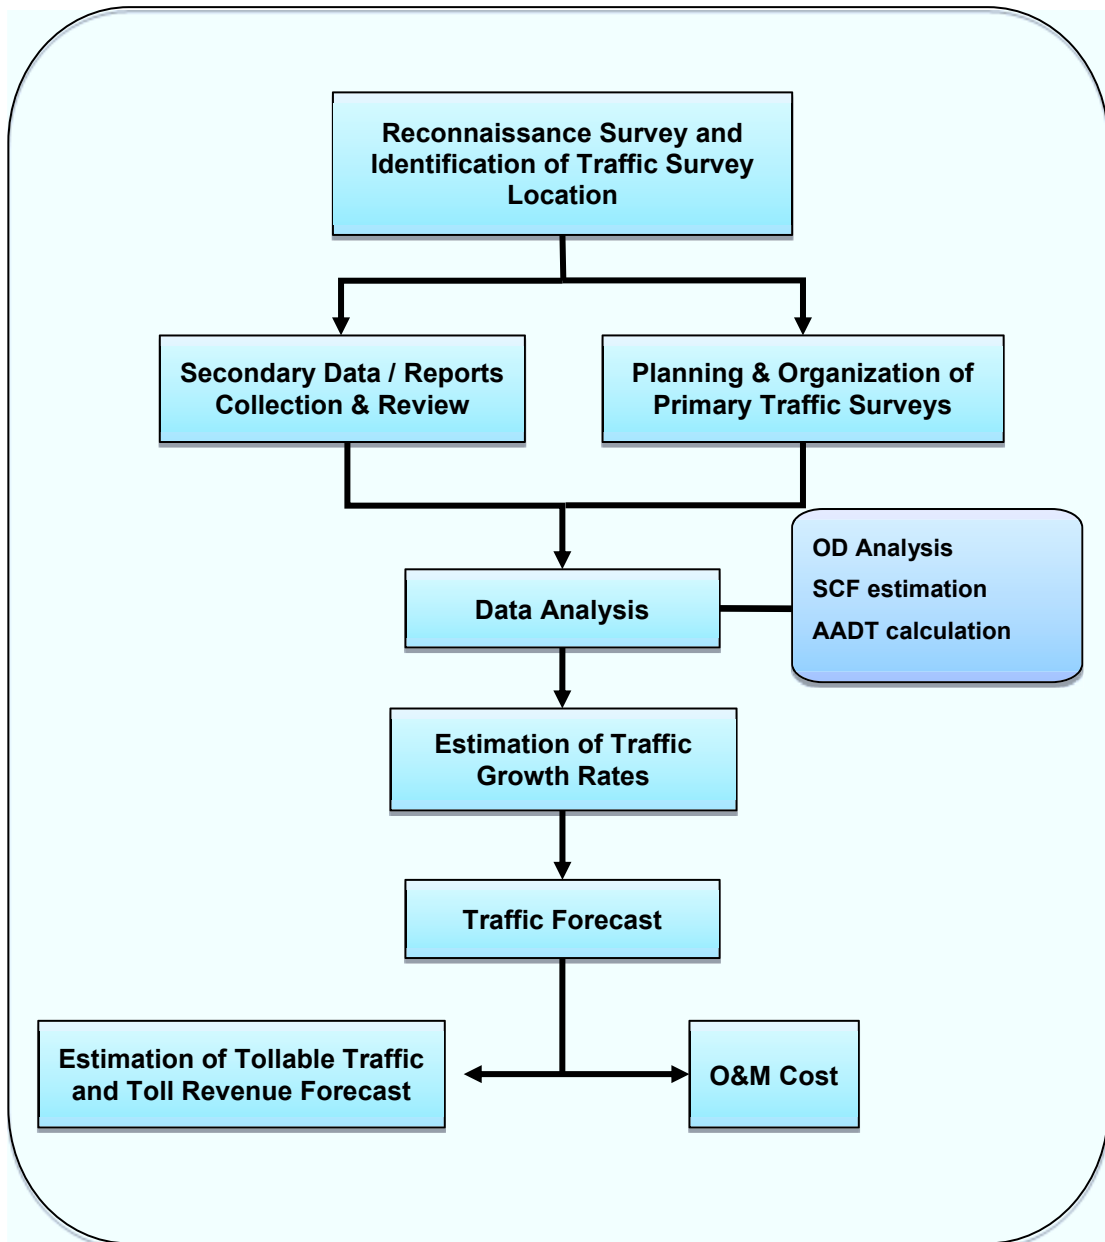 Reconnaissance Survey and
Identification of Traffic Survey
Location
Secondary Data / Reports
Collection & Review
Planning & Organization of
Primary Traffic Surveys
OD Analysis
SCF estimation
AADT calculation
Data Analysis
Estimation of Traffic
Growth Rates
Traffic Forecast
Estimation of Tollable Traffic
and Toll Revenue Forecast
O&M Cost